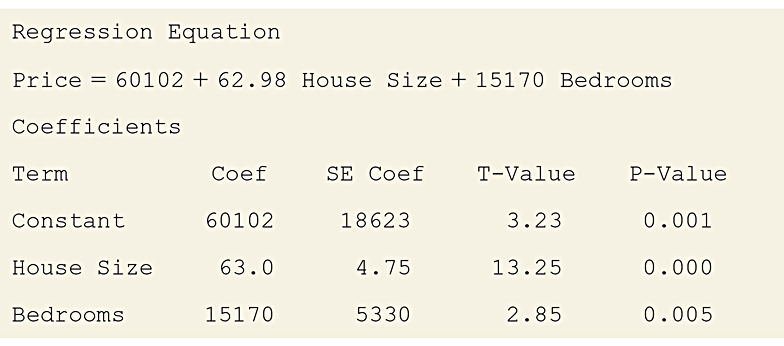 Regression Equation
Price = 60102 + 62.98 House Size + 15170 Bedrooms
Coefficients
Term Coef SE Coef T-Value P-Value
Constant 60102 18623 3.23 0.001
House Size 63.0 4.75 13.25 0.000
Bedrooms 15170 5330 2.85 0.005